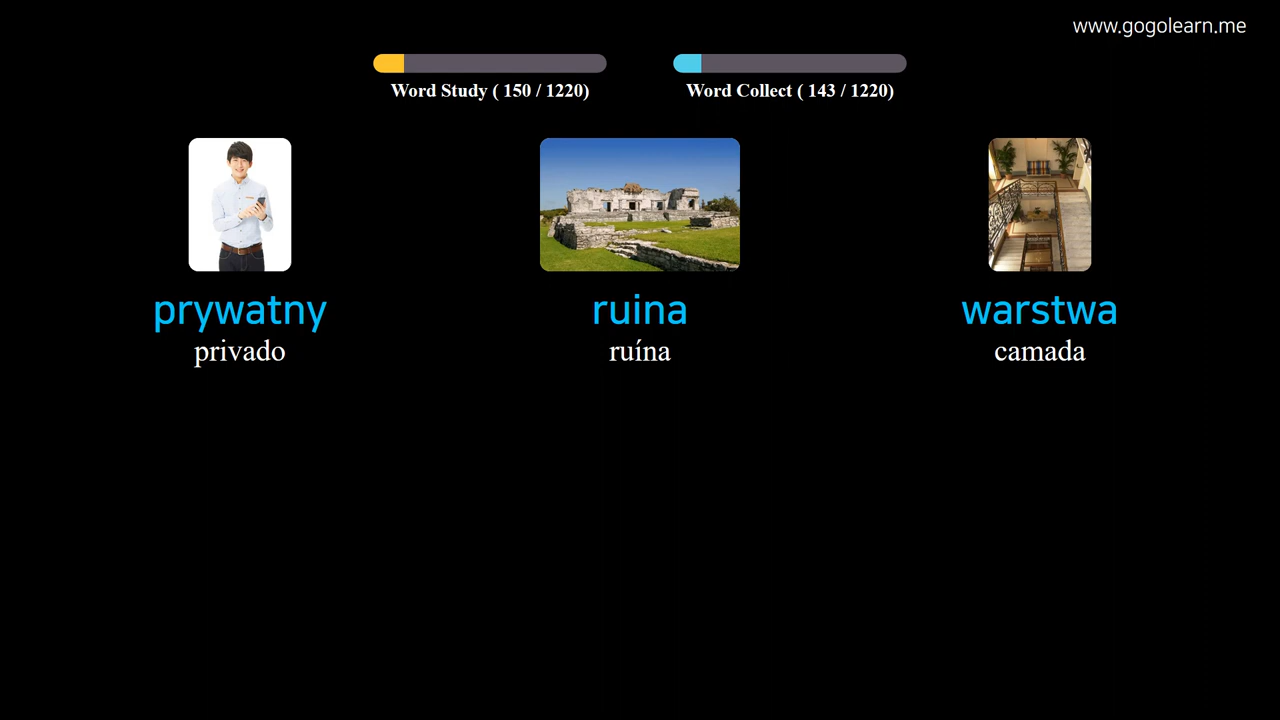 www.gogolearn.me
Word Study ( 150 / 1220)
Word Collect ( 143 / 1220)
prywatny
privado
ruina
ruína
warstwa
camada